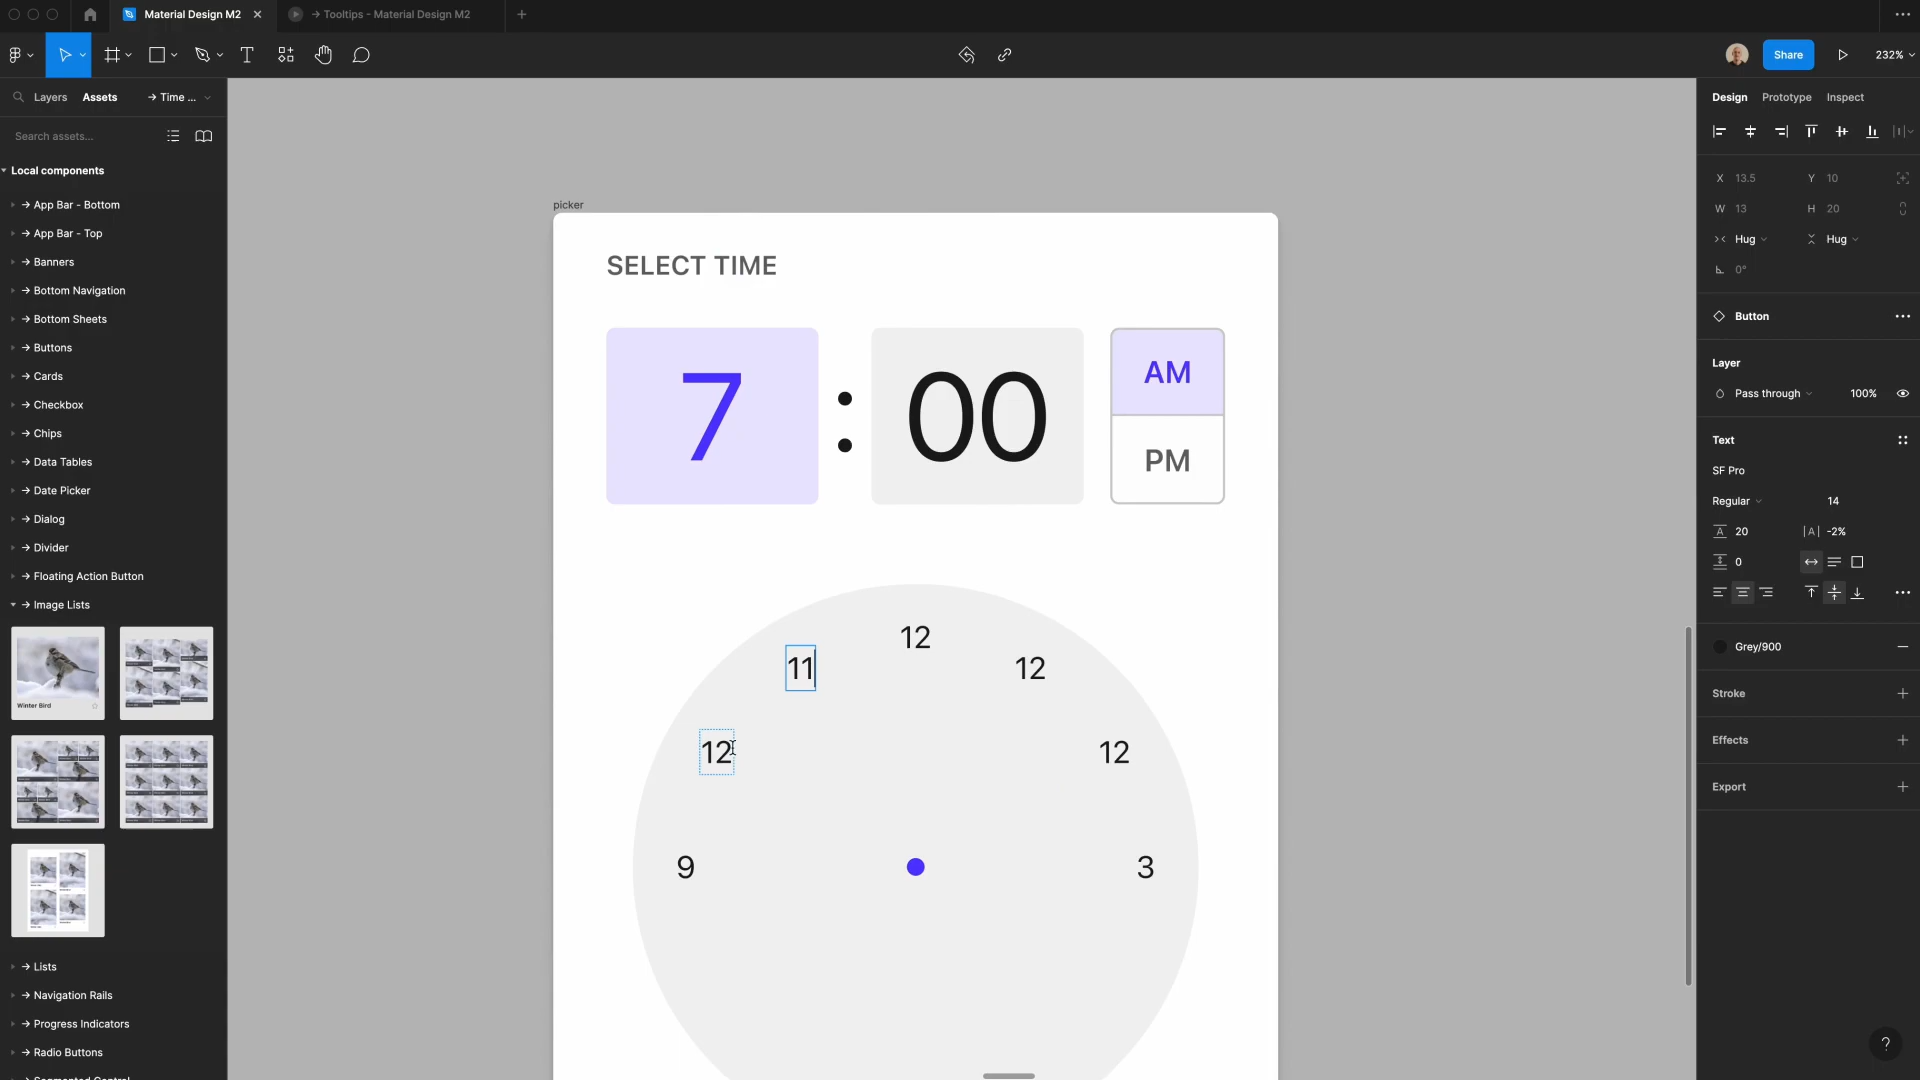 Material Design M2
→ Tooltips - Material Design M2
Share
232%
Layers
Assets
→ Time ...
Search assets...
Local components
→ App Bar - Bottom
→ App Bar - Top
→ Banners
→ Bottom Navigation
→ Bottom Sheets
→ Buttons
→ Cards
→ Checkbox
→ Chips
→ Data Tables
→ Date Picker
→ Dialog
→ Divider
→ Floating Action Button
→ Image Lists
Winter Bird
→ Lists
→ Navigation Rails
→ Progress Indicators
→ Radio Buttons
picker
SELECT TIME
7 : 00
AM
PM
12
11
12
12
12
9
3
Design
Prototype
Inspect
X 13.5
Y 10
W 13
H 20
Hug
Hug
0°
Button
Layer
Pass through
100%
Text
SF Pro
Regular
14
A 20
|A| -2%
0
Grey/900
Stroke
Effects
Export
?